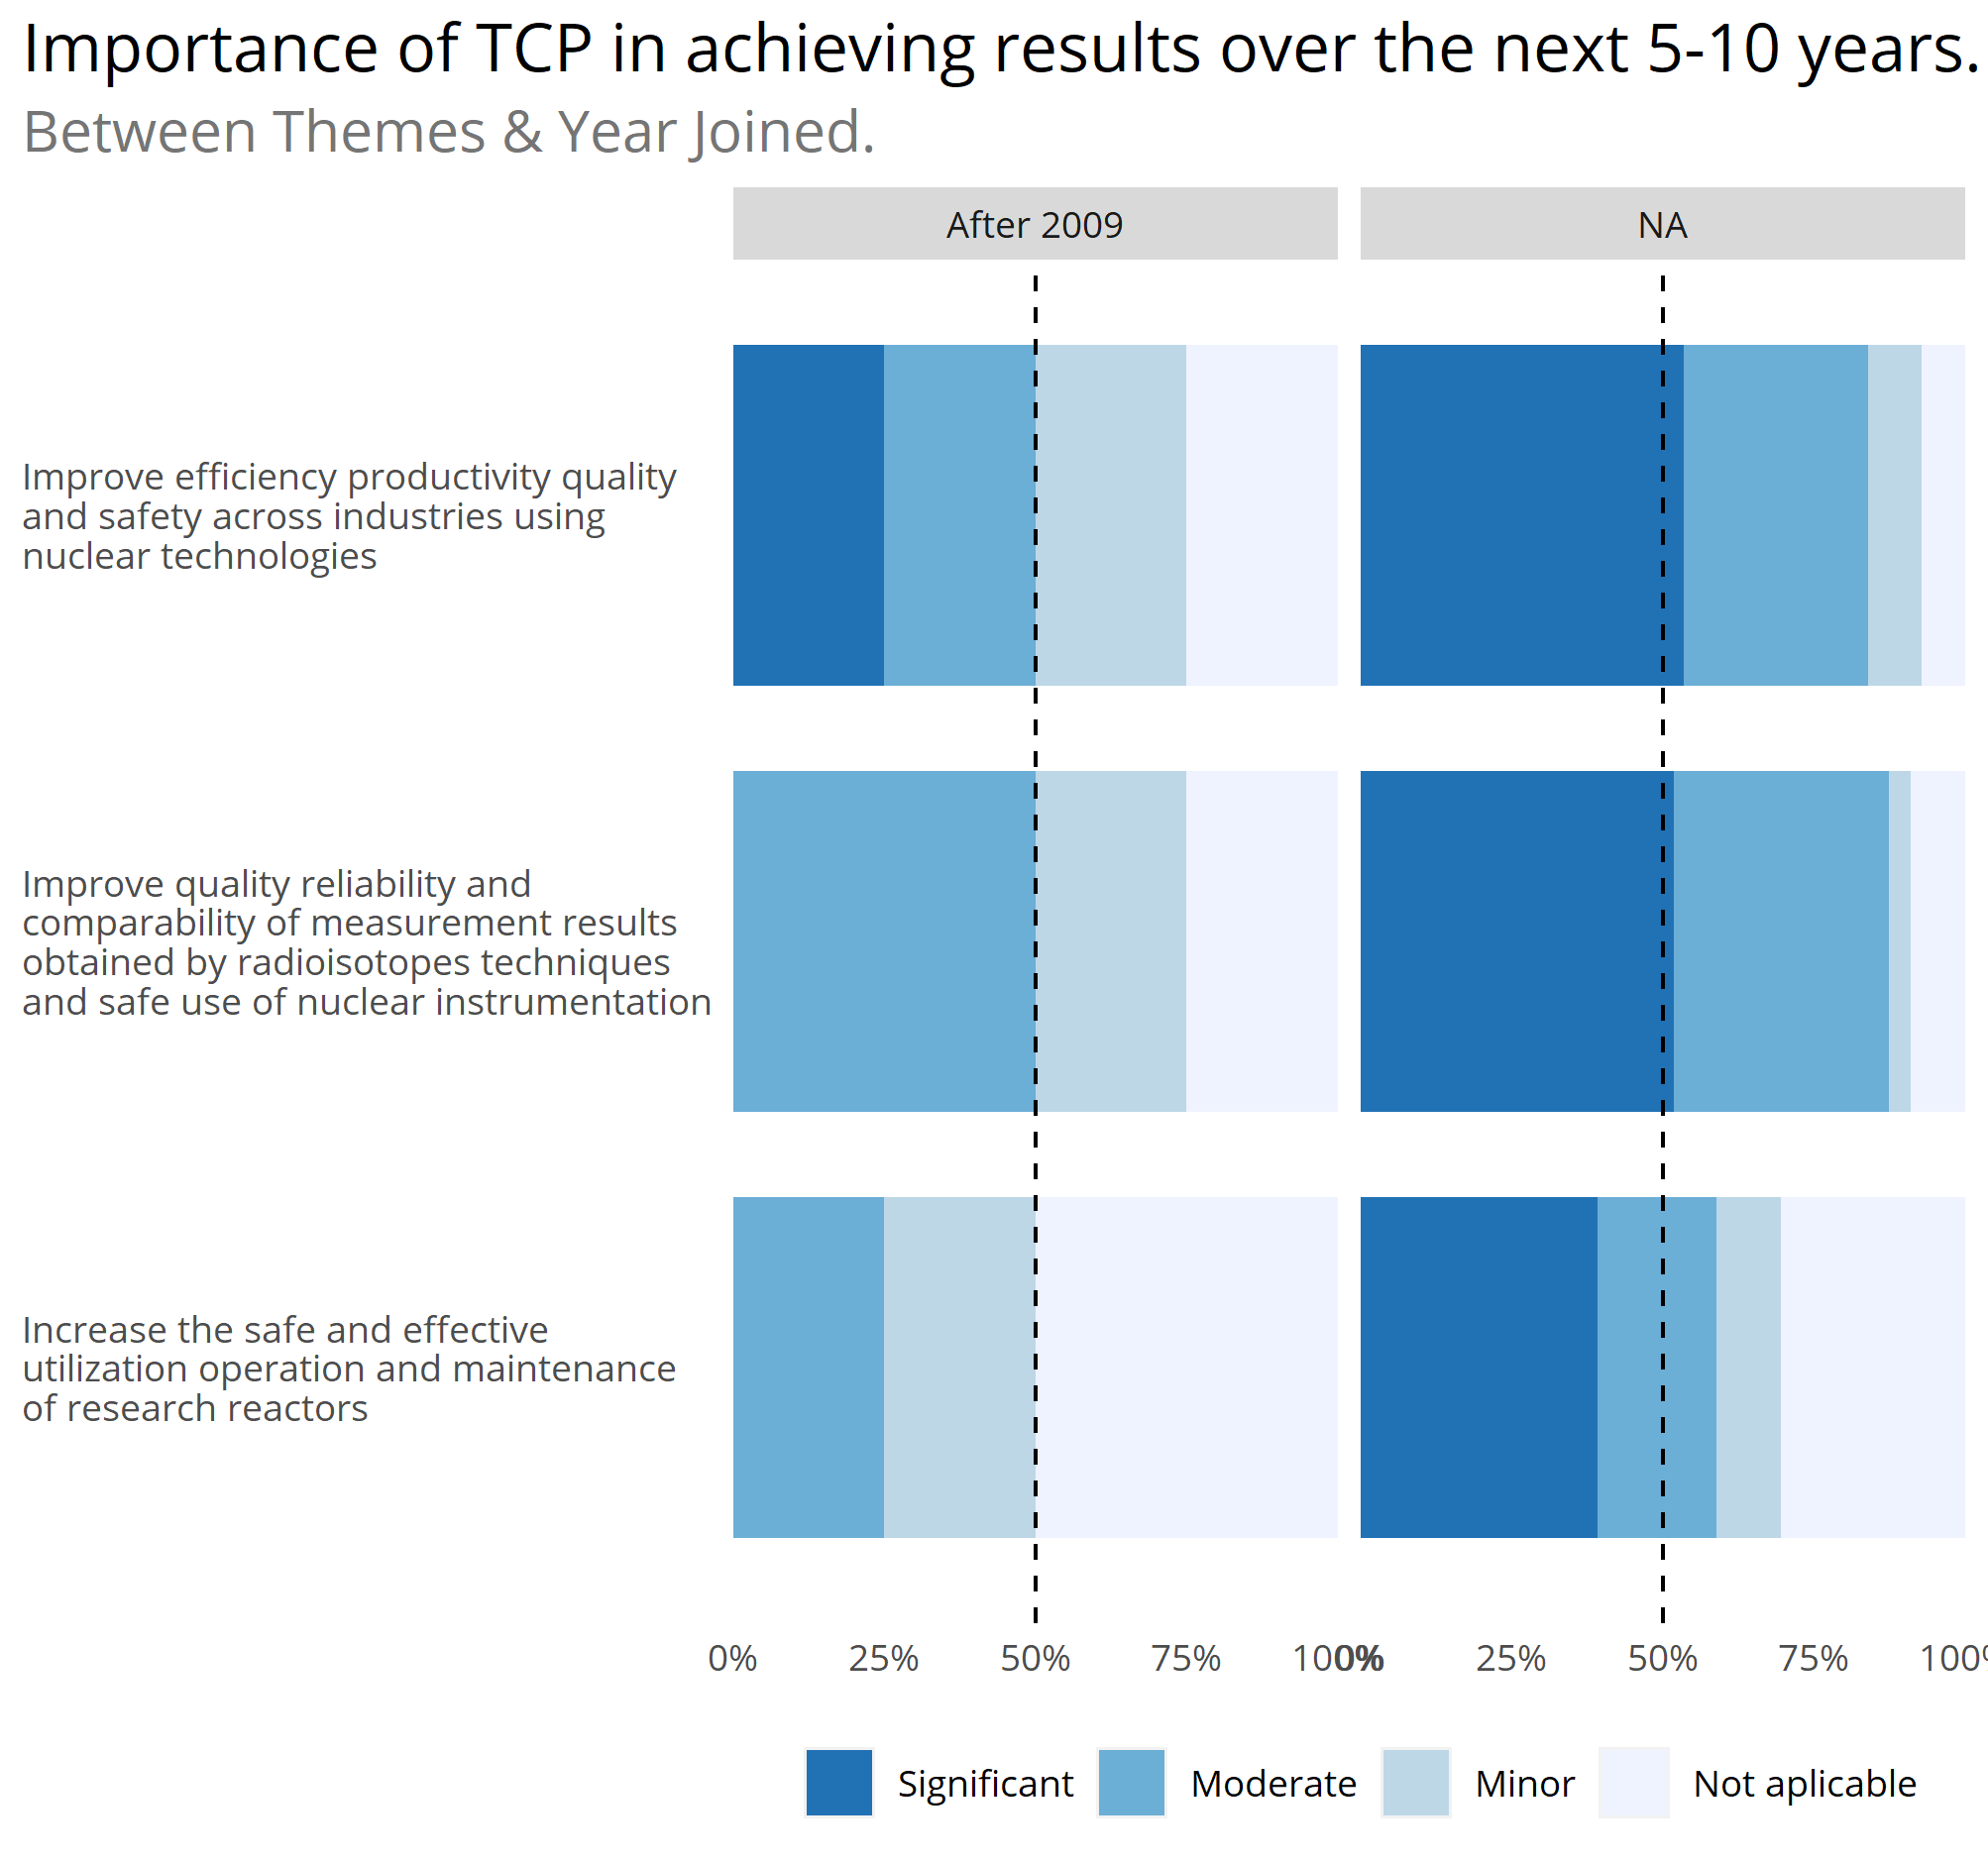 Importance of TCP in achieving results over the next 5-10 years.
Between Themes & Year Joined.
After 2009
NA
Improve efficiency productivity quality
and safety across industries using
nuclear technologies
Improve quality reliability and
comparability of measurement results
obtained by radioisotopes techniques
and safe use of nuclear instrumentation
Increase the safe and effective
utilization operation and maintenance
of research reactors
0% 25% 50% 75% 100%
0% 25% 50% 75% 100%
Significant Moderate Minor Not aplicable